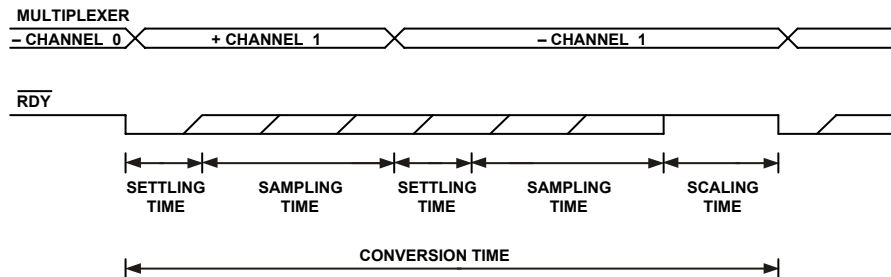 MULTIPLEXER
– CHANNEL 0
+ CHANNEL 1
– CHANNEL 1
RDY
SETTLING TIME
SAMPLING TIME
SETTLING TIME
SAMPLING TIME
SCALING TIME
CONVERSION TIME